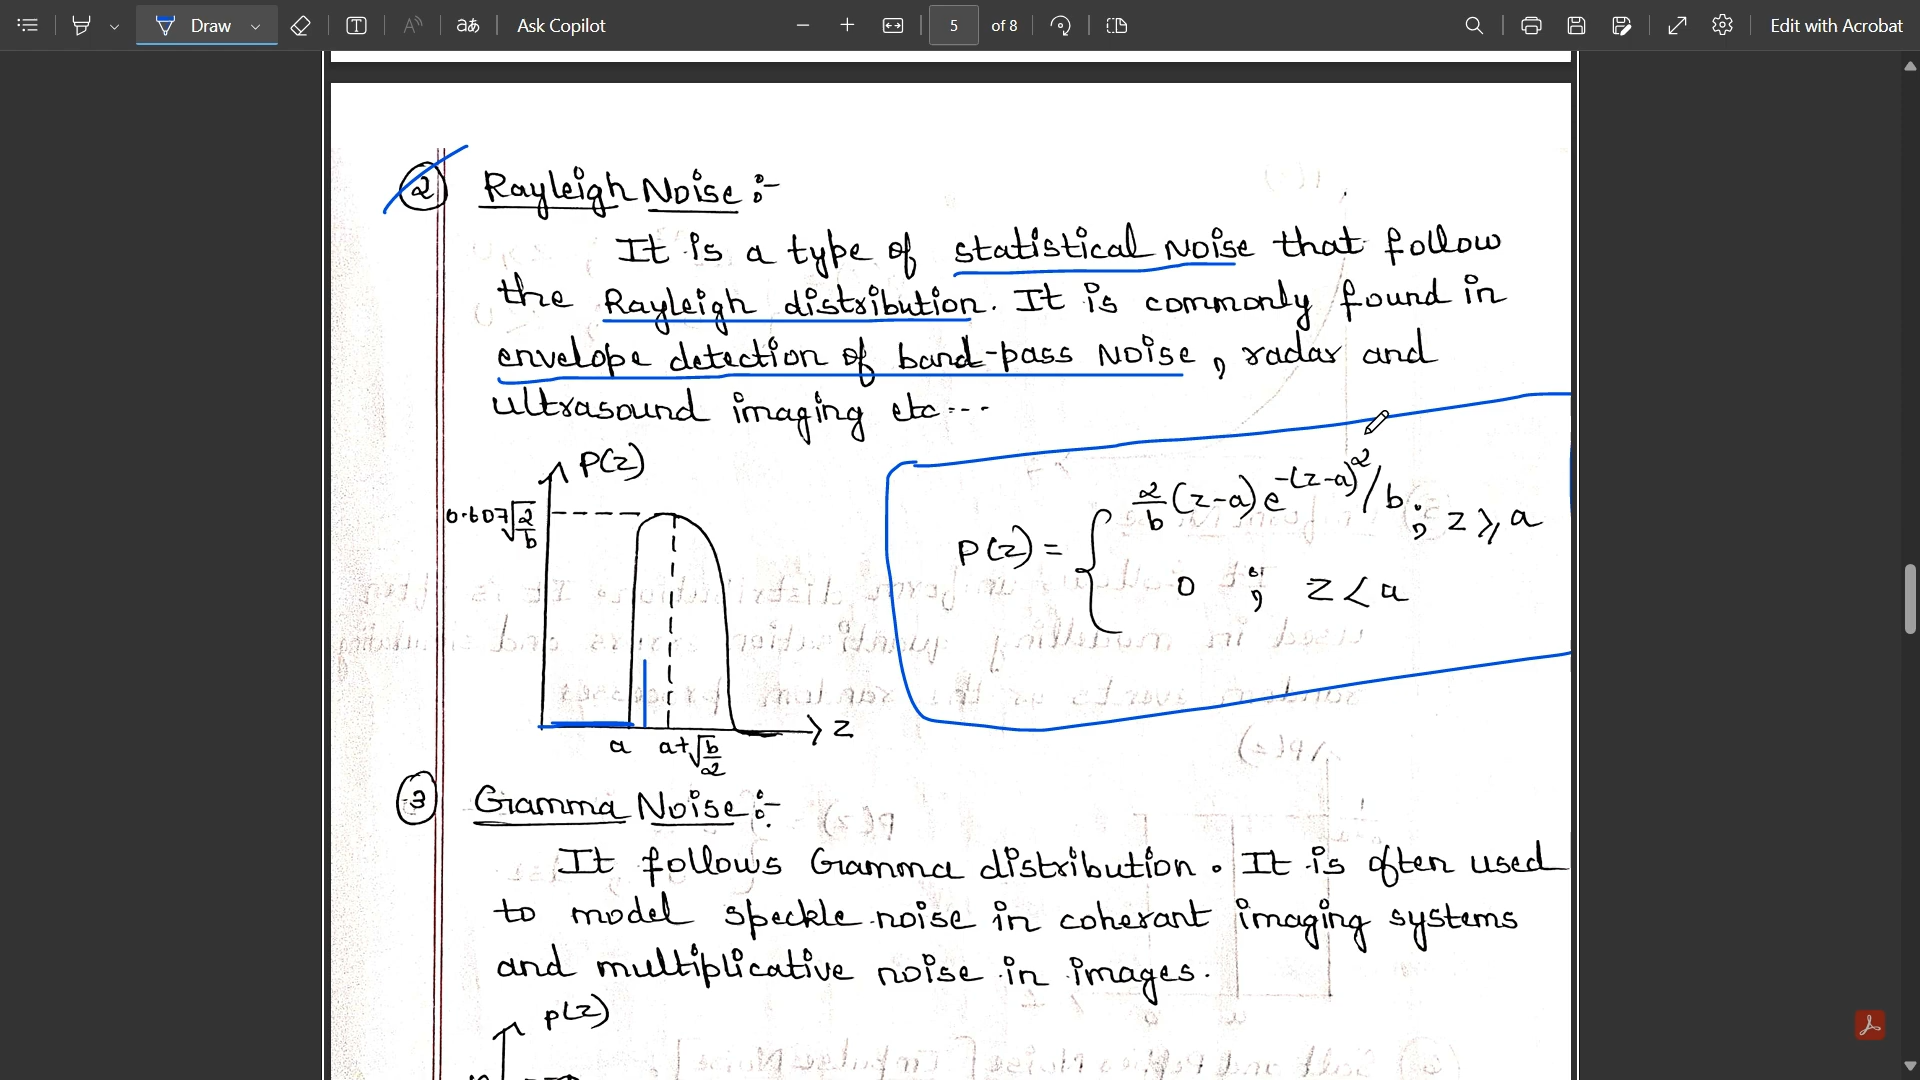 Draw
Ask Copilot
5 of 8
Edit with Acrobat
② Rayleigh Noise :-
It is a type of statistical Noise that follow
the Rayleigh distribution. It is commonly found in
envelope detection of band-pass Noise, radar and
ultrasound imaging etc---
P(z)
0.607√2/b
P(z) = { 2/b (z-a) e^-(z-a)^2/b ; z ≥ a
0 ; z < a
a a+√b/2 z
③ Gamma Noise :-
It follows Gamma distribution. It is often used
to model speckle noise in coherant imaging systems
and multiplicative noise in images.
p(z)